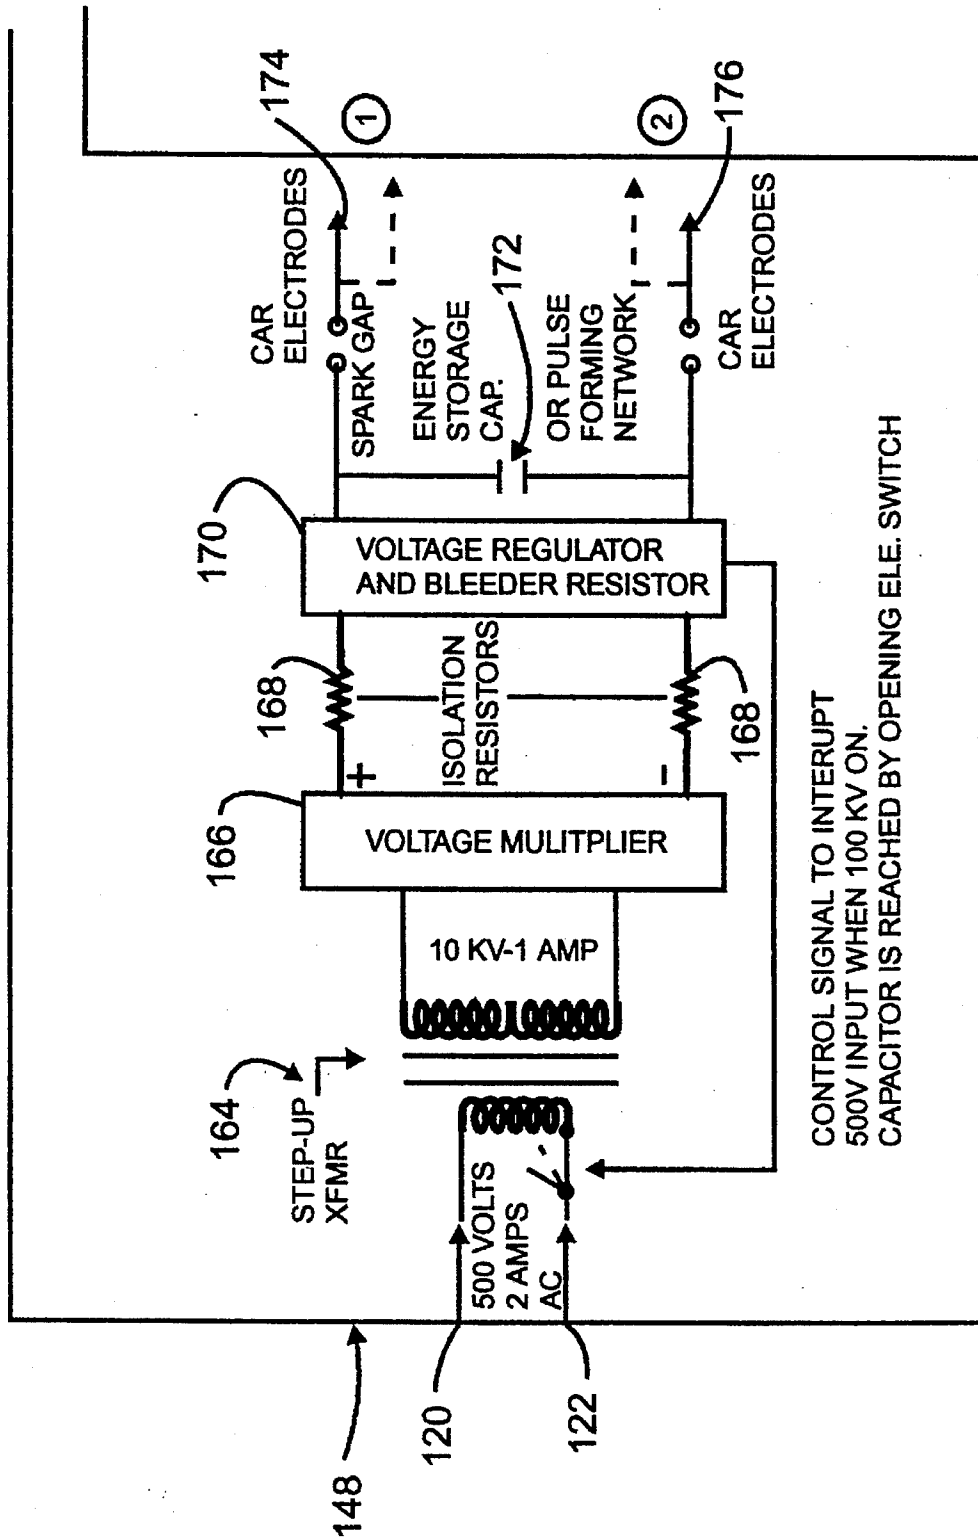 148
120
122
500 VOLTS
2 AMPS
AC
STEP-UP
XFMR
164
10 KV-1 AMP
166
VOLTAGE MULITPLIER
+
-
168
ISOLATION
RESISTORS
168
170
VOLTAGE REGULATOR
AND BLEEDER RESISTOR
CAR
ELECTRODES
SPARK GAP
ENERGY
STORAGE
CAP.
172
OR PULSE
FORMING
NETWORK
CAR
ELECTRODES
174
1
2
176
CONTROL SIGNAL TO INTERUPT
500V INPUT WHEN 100 KV ON.
CAPACITOR IS REACHED BY OPENING ELE. SWITCH